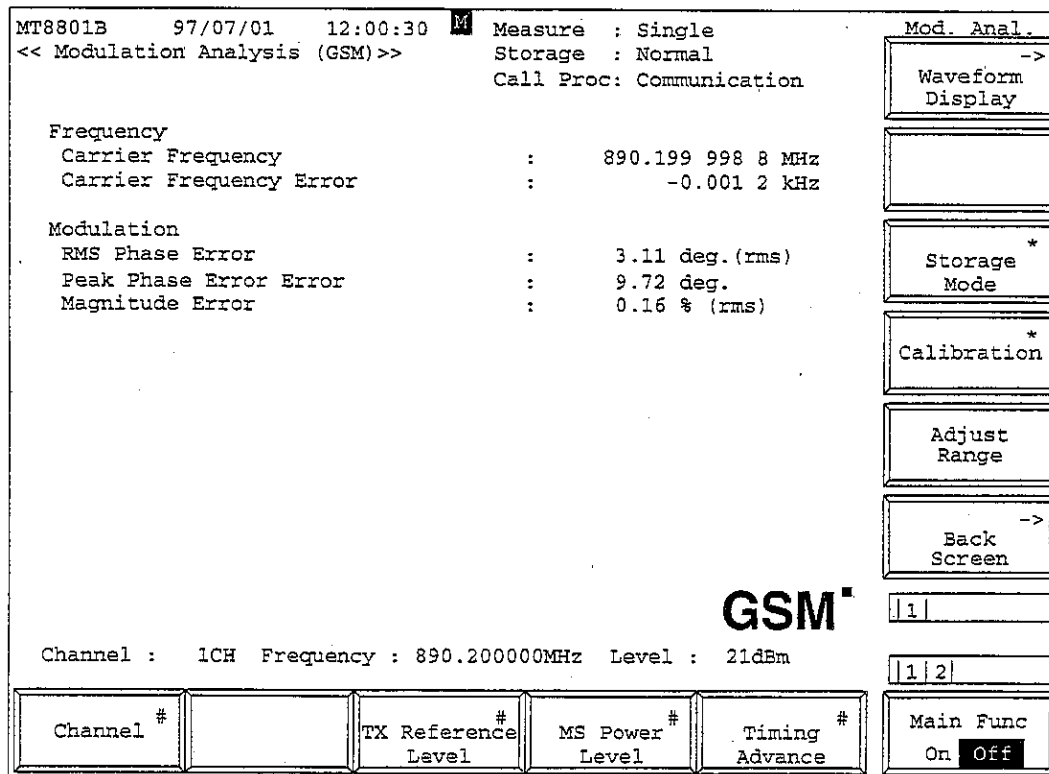 MT8801B 97/07/01 12:00:30 M Measure : Single
<< Modulation Analysis (GSM)>> Storage : Normal
Call Proc: Communication
Frequency
Carrier Frequency : 890.199 998 8 MHz
Carrier Frequency Error : -0.001 2 kHz
Modulation
RMS Phase Error : 3.11 deg.(rms)
Peak Phase Error Error : 9.72 deg.
Magnitude Error : 0.16 % (rms)
GSM
Channel : 1CH Frequency : 890.200000MHz Level : 21dBm
Mod. Anal.
->
Waveform
Display
*
Storage
Mode
*
Calibration
Adjust
Range
->
Back
Screen
|1|
|1|2|
Channel #
#
TX Reference
Level
#
MS Power
Level
#
Timing
Advance
Main Func
On Off